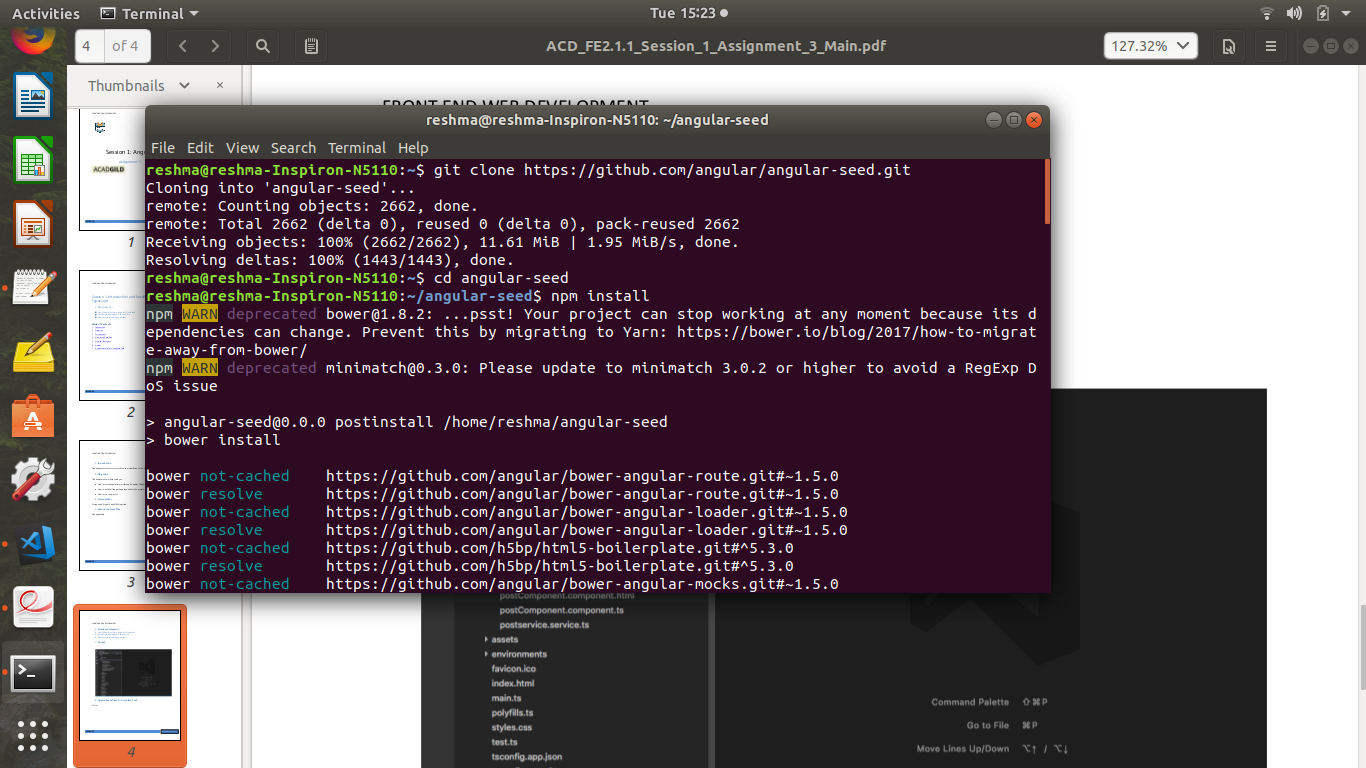 Activities
Terminal
Tue 15:23
4 of 4
ACD_FE2.1.1_Session_1_Assignment_3_Main.pdf
127.32%
Thumbnails
FRONT END WEB DEVELOPMENT
reshma@reshma-Inspiron-N5110: ~/angular-seed
File Edit View Search Terminal Help
reshma@reshma-Inspiron-N5110:~$ git clone https://github.com/angular/angular-seed.git
Cloning into 'angular-seed'...
remote: Counting objects: 2662, done.
remote: Total 2662 (delta 0), reused 0 (delta 0), pack-reused 2662
Receiving objects: 100% (2662/2662), 11.61 MiB | 1.95 MiB/s, done.
Resolving deltas: 100% (1443/1443), done.
reshma@reshma-Inspiron-N5110:~$ cd angular-seed
reshma@reshma-Inspiron-N5110:~/angular-seed$ npm install
npm WARN deprecated bower@1.8.2: ...psst! Your project can stop working at any moment because its d
ependencies can change. Prevent this by migrating to Yarn: https://bower.io/blog/2017/how-to-migrat
e-away-from-bower/
npm WARN deprecated minimatch@0.3.0: Please update to minimatch 3.0.2 or higher to avoid a RegExp D
oS issue
> angular-seed@0.0.0 postinstall /home/reshma/angular-seed
> bower install
bower not-cached    https://github.com/angular/bower-angular-route.git#~1.5.0
bower resolve       https://github.com/angular/bower-angular-route.git#~1.5.0
bower not-cached    https://github.com/angular/bower-angular-loader.git#~1.5.0
bower resolve       https://github.com/angular/bower-angular-loader.git#~1.5.0
bower not-cached    https://github.com/h5bp/html5-boilerplate.git#^5.3.0
bower resolve       https://github.com/h5bp/html5-boilerplate.git#^5.3.0
bower not-cached    https://github.com/angular/bower-angular-mocks.git#~1.5.0
Session 1: Angu
ACADGILD
1
2
3
4
postComponent.component.html
postComponent.component.ts
postservice.service.ts
assets
environments
favicon.ico
index.html
main.ts
polyfills.ts
styles.css
test.ts
tsconfig.app.json
Command Palette ⇧⌘P
Go to File ⌘P
Move Lines Up/Down ⌥↑ / ⌥↓